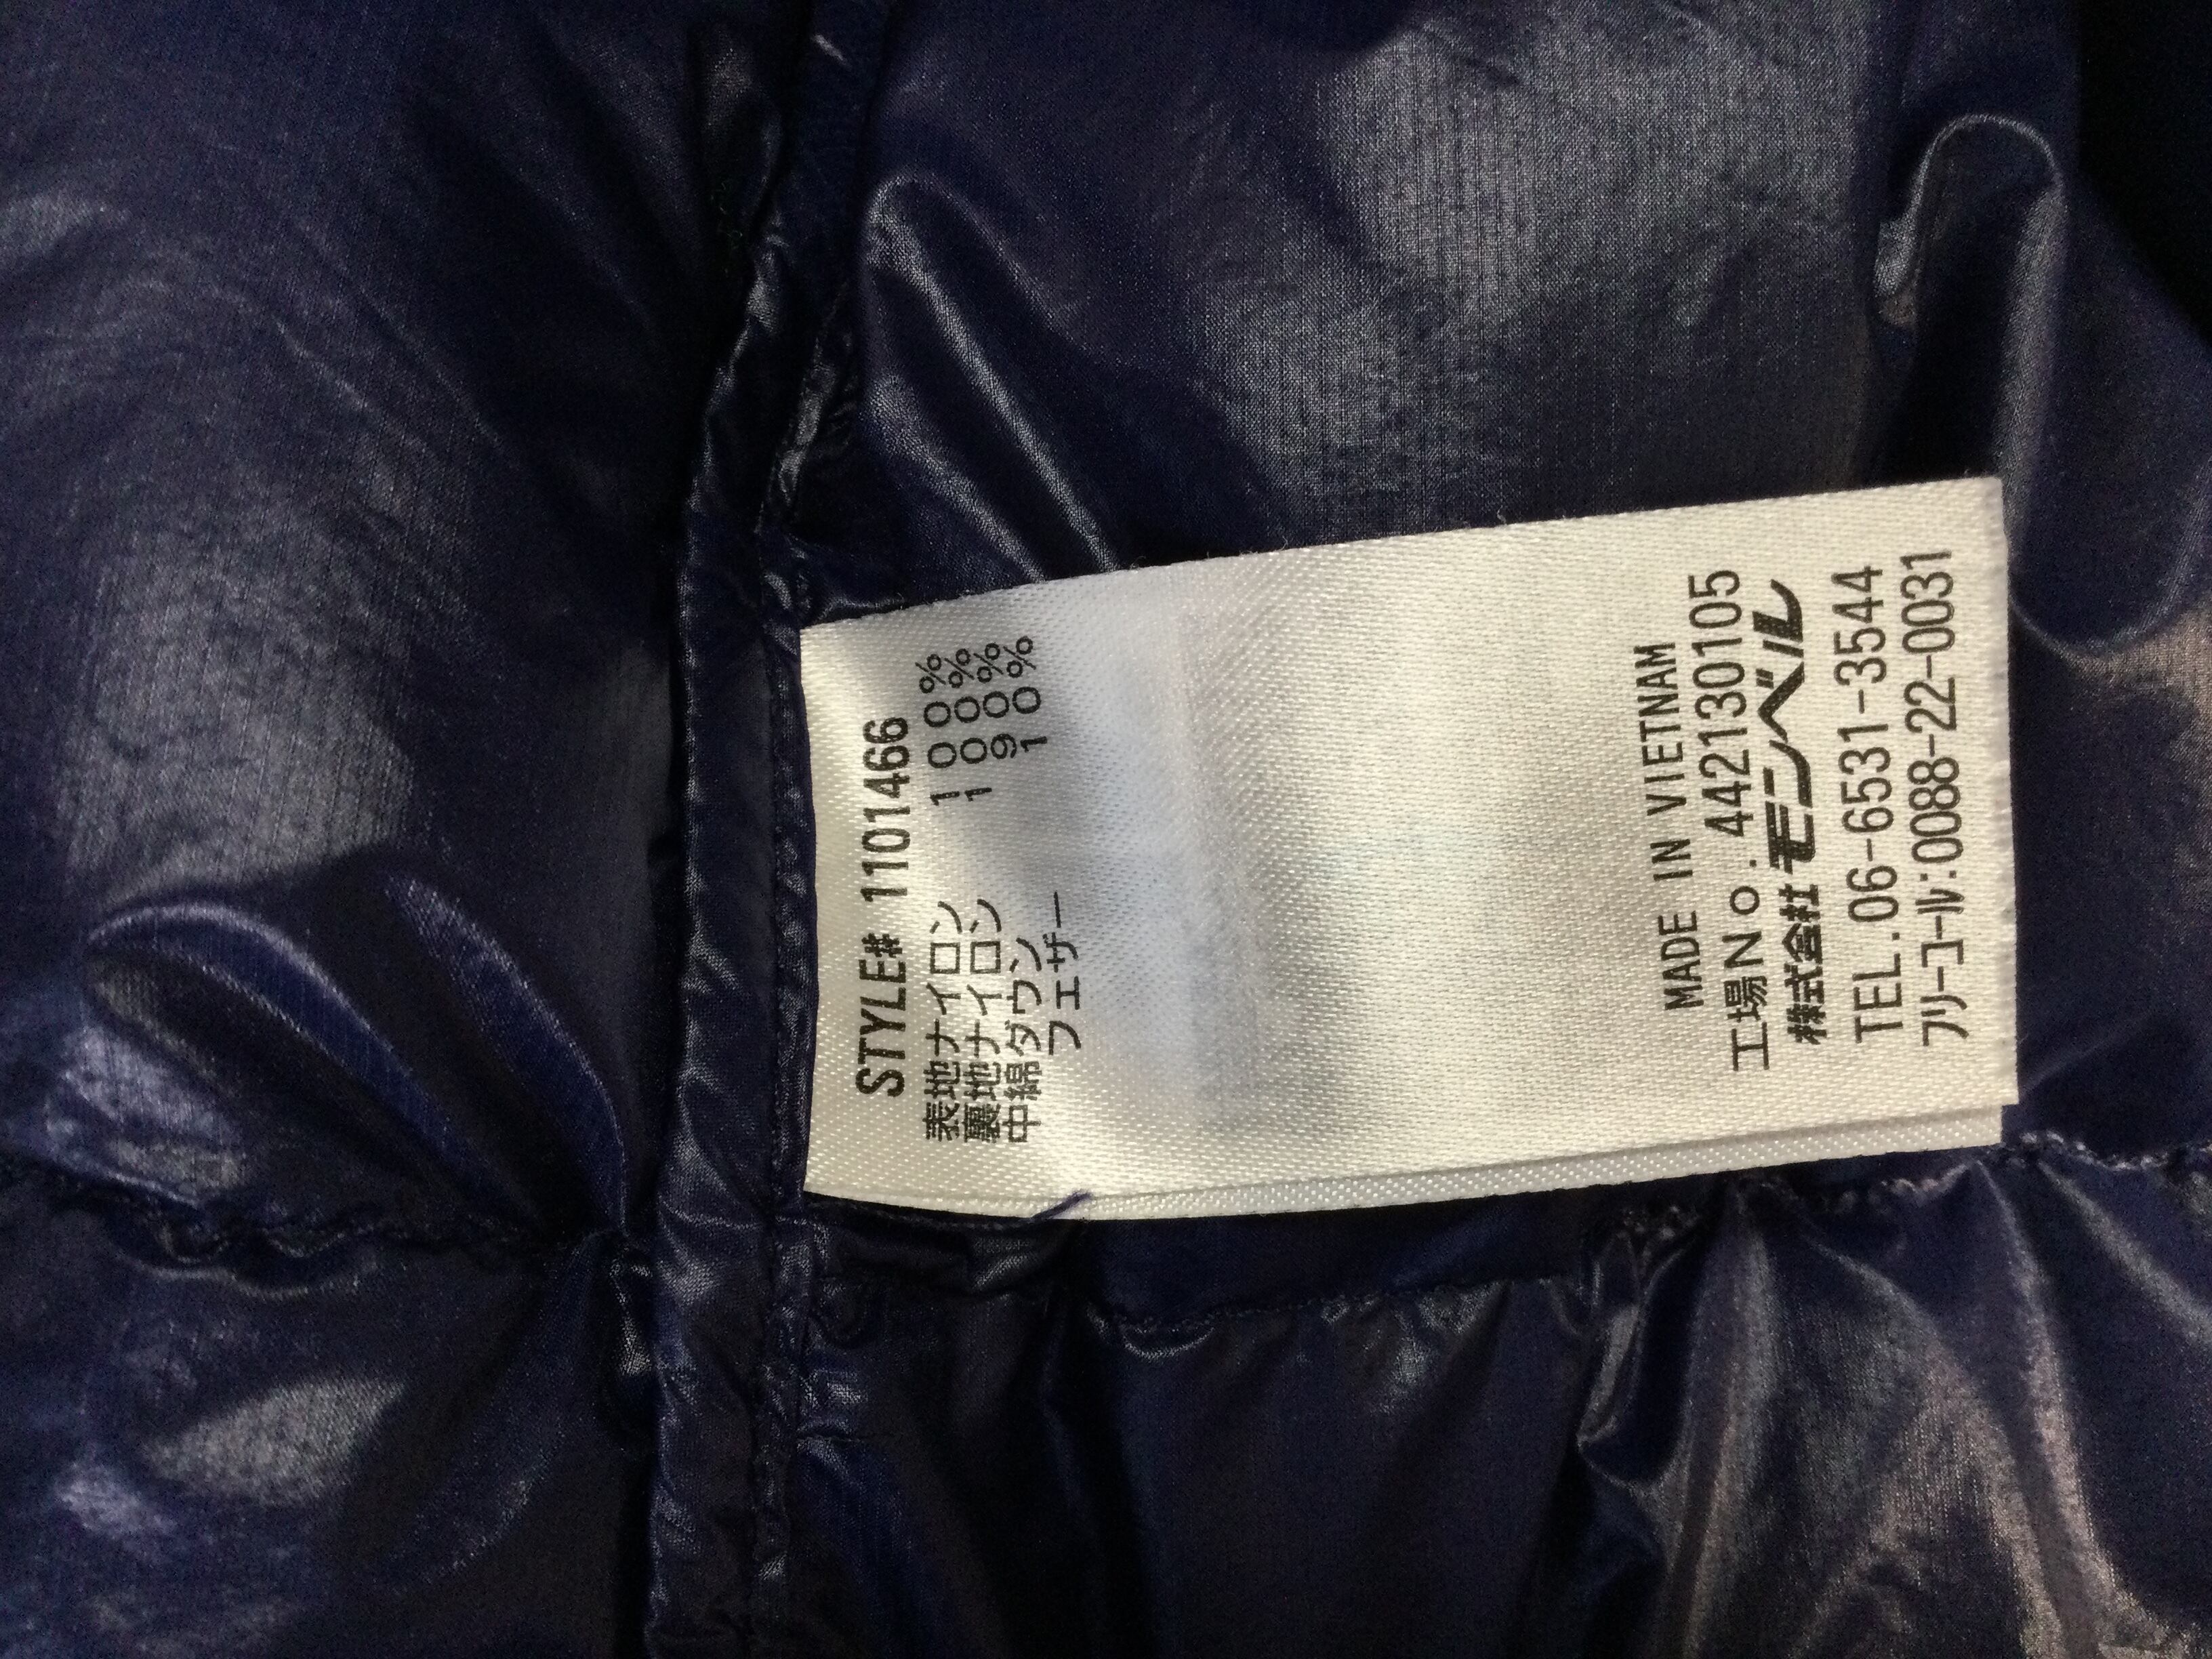 STYLE# 1101466
表地ナイロン 100%
裏地ナイロン 100%
中綿ダウン 90%
フェザー 10%
MADE IN VIETNAM
工場No.442130105
株式会社モンベル
TEL.06-6531-3544
フリーコール:0088-22-0031